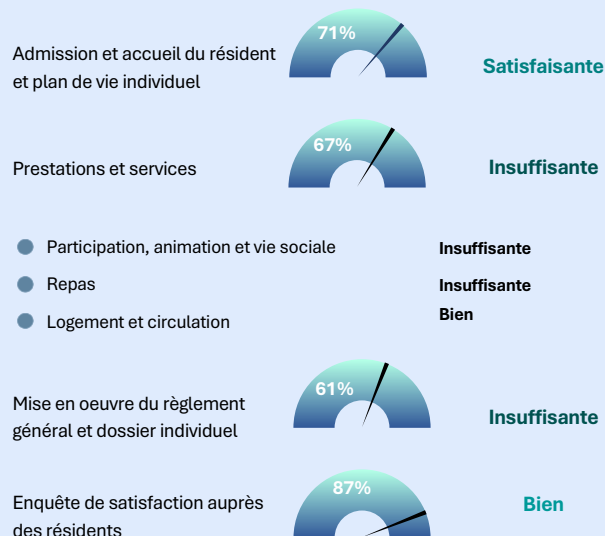 71%
Admission et accueil du résident
et plan de vie individuel
Satisfaisante
67%
Prestations et services
Insuffisante
Participation, animation et vie sociale
Insuffisante
Repas
Insuffisante
Logement et circulation
Bien
61%
Mise en oeuvre du règlement
général et dossier individuel
Insuffisante
87%
Enquête de satisfaction auprès
des résidents
Bien